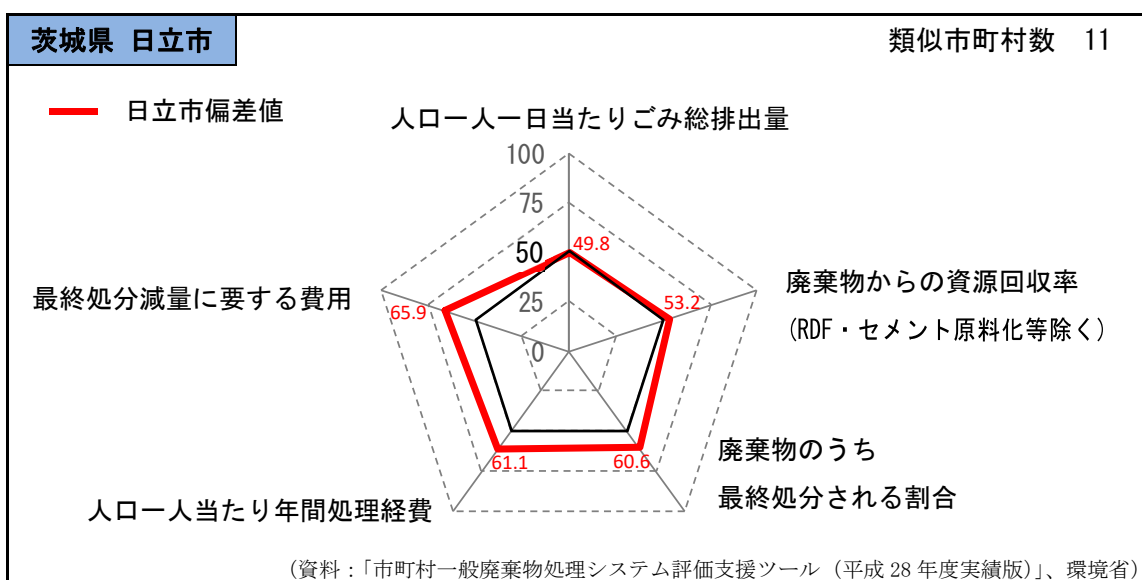 茨城県 日立市
類似市町村数 11
日立市偏差値
人口一人一日当たりごみ総排出量
100
75
50
25
0
49.8
53.2
60.6
61.1
65.9
廃棄物からの資源回収率
(RDF・セメント原料化等除く)
最終処分減量に要する費用
廃棄物のうち
最終処分される割合
人口一人当たり年間処理経費
(資料:「市町村一般廃棄物処理システム評価支援ツール(平成 28 年度実績版)」、環境省)